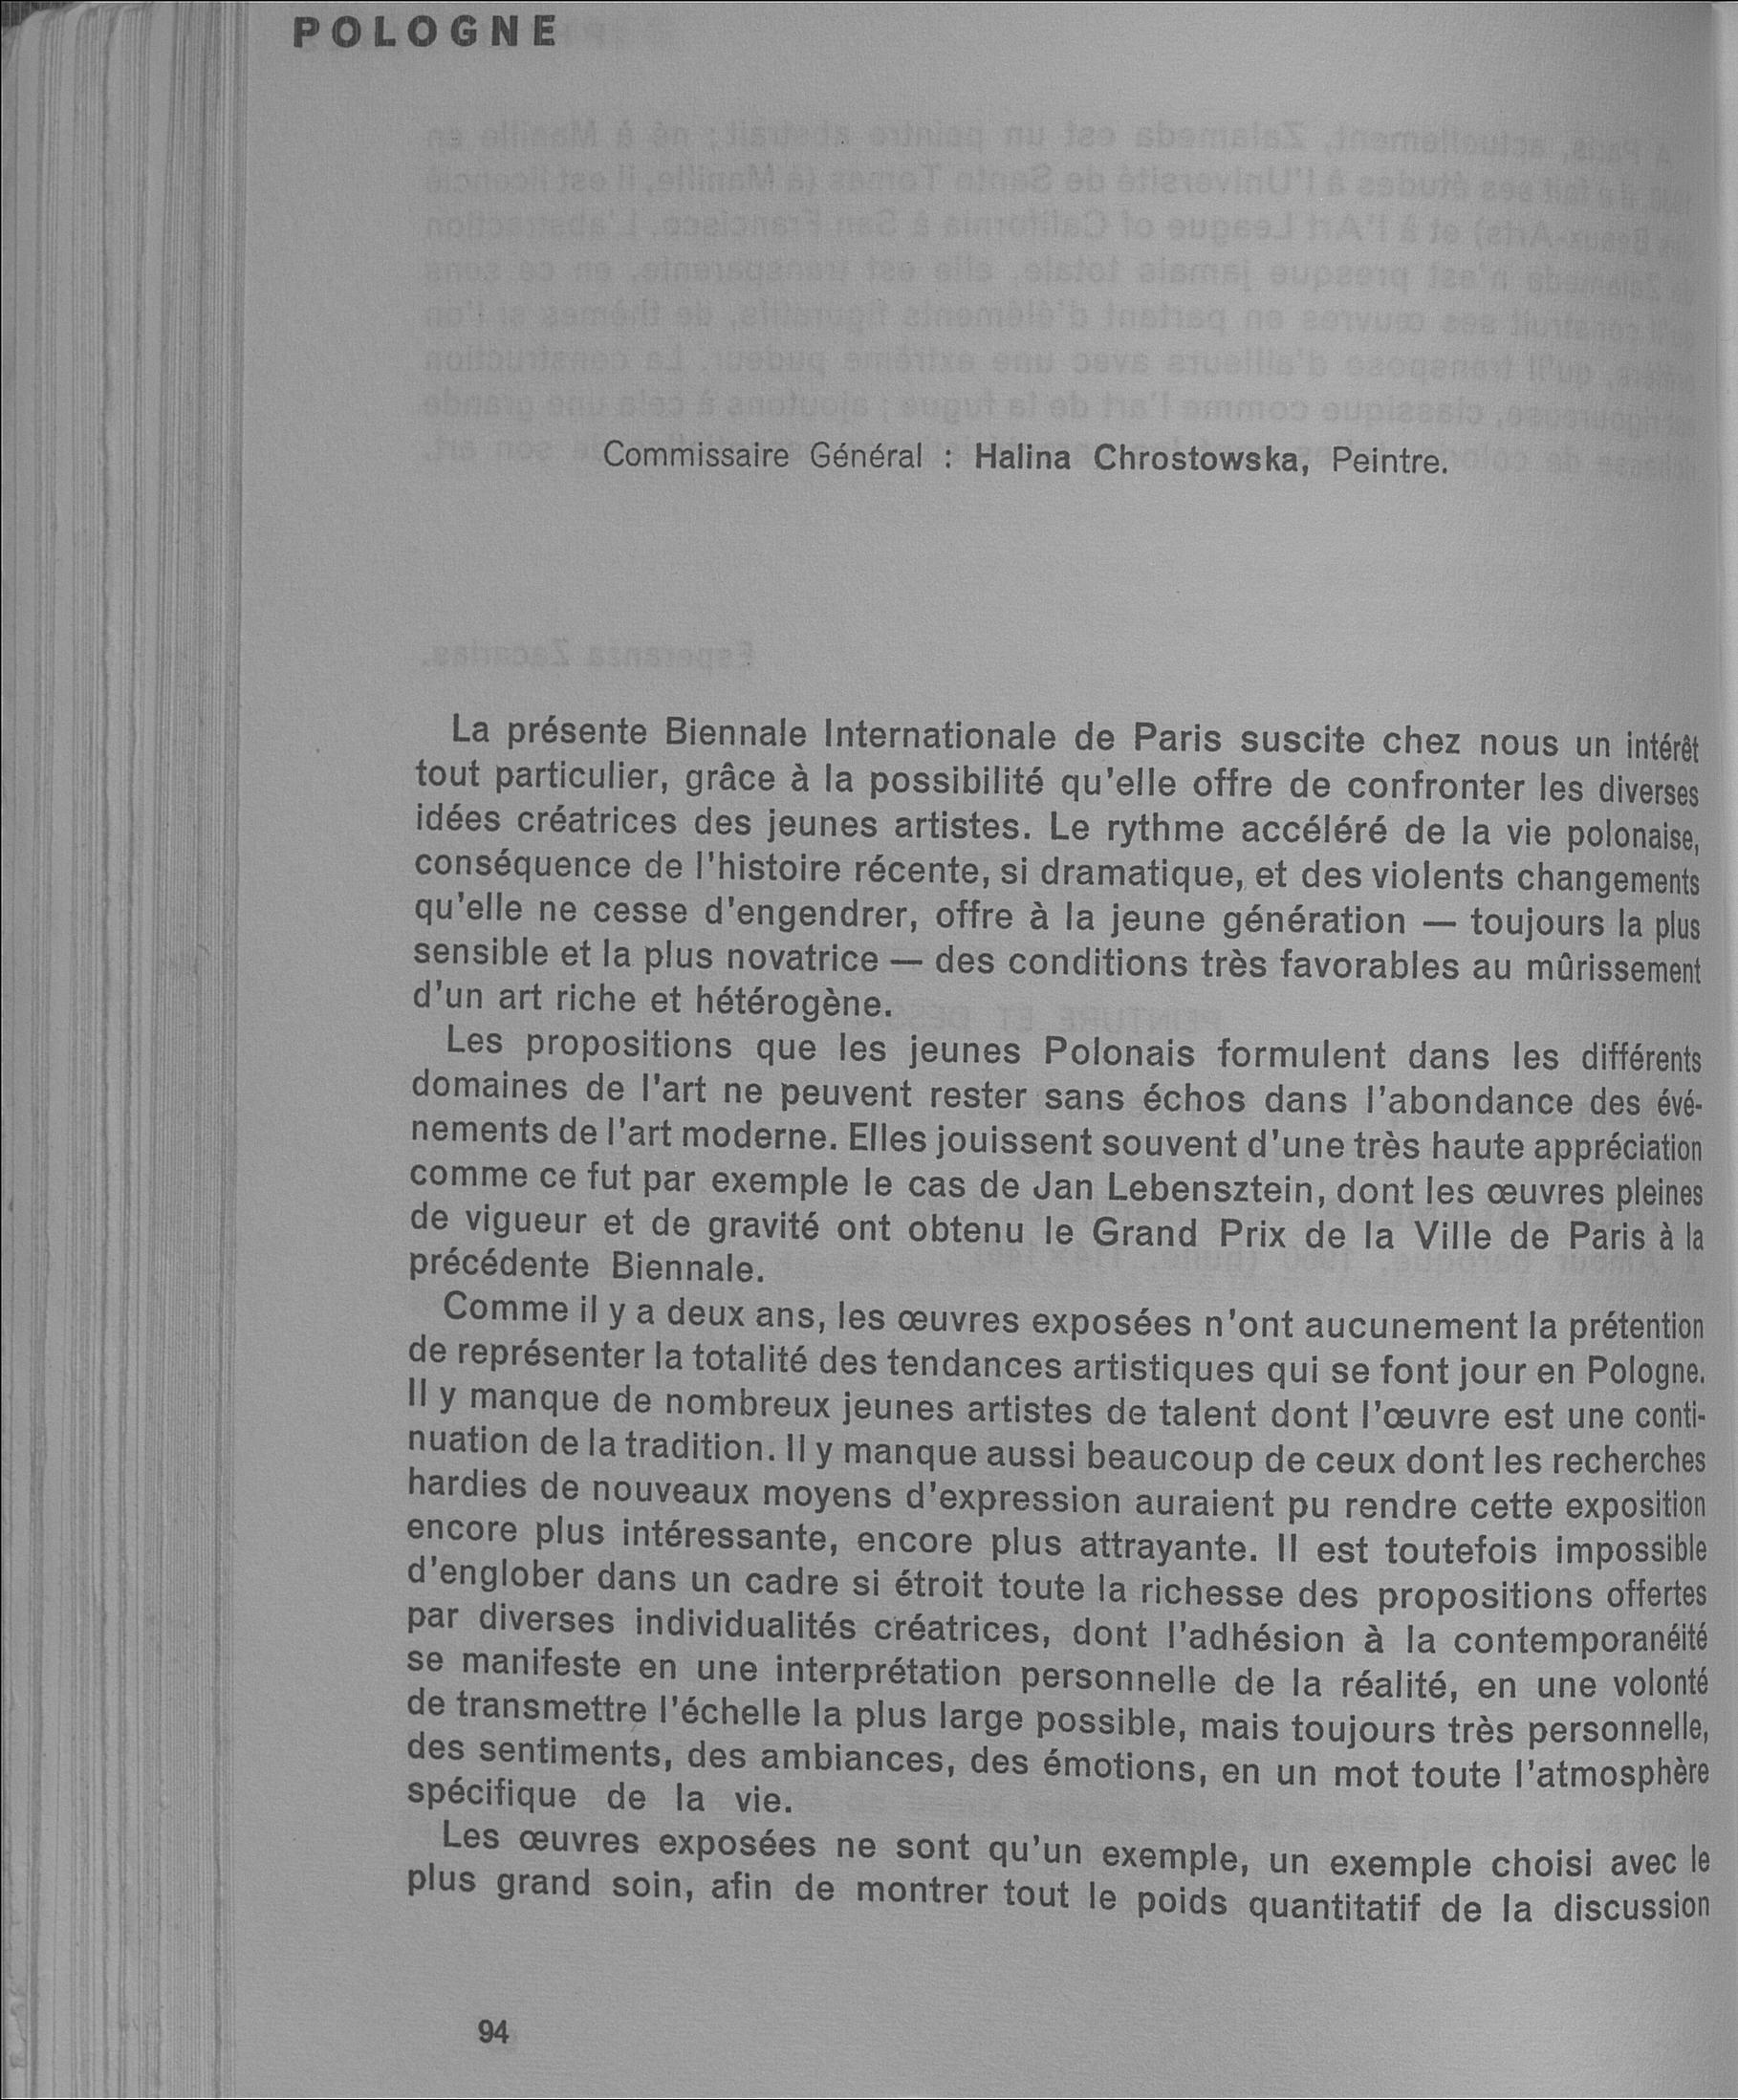 POLOGNE
Commissaire Général : Halina Chrostowska, Peintre.
La présente Biennale Internationale de Paris suscite chez nous un intérêt
tout particulier, grâce à la possibilité qu'elle offre de confronter les diverses
idées créatrices des jeunes artistes. Le rythme accéléré de la vie polonaise,
conséquence de l'histoire récente, si dramatique, et des violents changements
qu'elle ne cesse d'engendrer, offre à la jeune génération — toujours la plus
sensible et la plus novatrice — des conditions très favorables au mûrissement
d'un art riche et hétérogène.
Les propositions que les jeunes Polonais formulent dans les différents
domaines de l'art ne peuvent rester sans échos dans l'abondance des évé-
nements de l'art moderne. Elles jouissent souvent d'une très haute appréciation
comme ce fut par exemple le cas de Jan Lebensztein, dont les œuvres pleines
de vigueur et de gravité ont obtenu le Grand Prix de la Ville de Paris à la
précédente Biennale.
Comme il y a deux ans, les œuvres exposées n'ont aucunement la prétention
de représenter la totalité des tendances artistiques qui se font jour en Pologne.
Il y manque de nombreux jeunes artistes de talent dont l'œuvre est une conti-
nuation de la tradition. Il y manque aussi beaucoup de ceux dont les recherches
hardies de nouveaux moyens d'expression auraient pu rendre cette exposition
encore plus intéressante, encore plus attrayante. Il est toutefois impossible
d'englober dans un cadre si étroit toute la richesse des propositions offertes
par diverses individualités créatrices, dont l'adhésion à la contemporanéité
se manifeste en une interprétation personnelle de la réalité, en une volonté
de transmettre l'échelle la plus large possible, mais toujours très personnelle,
des sentiments, des ambiances, des émotions, en un mot toute l'atmosphère
spécifique de la vie.
Les œuvres exposées ne sont qu'un exemple, un exemple choisi avec le
plus grand soin, afin de montrer tout le poids quantitatif de la discussion
94